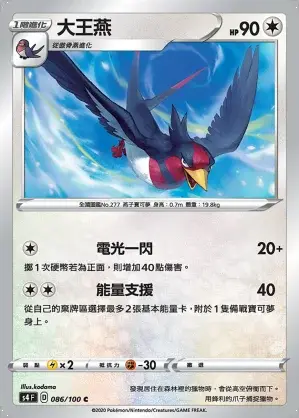 1階進化
大王燕
HP90
從傲骨燕進化
全國圖鑑No.277 燕子寶可夢 身高：0.7m 體重：19.8kg
電光一閃 20+
擲1次硬幣若為正面，則增加40點傷害。
能量支援 40
從自己的棄牌區選擇最多2張基本能量卡，附於1隻備戰寶可夢身上。
弱點 ×2 抵抗力 -30 撤退
illus.kodama
S4 F D 086/100 C
發現居住在森林裡的獵物時，會從高空俯衝而下，
用鋒利的爪子捕捉獵物。
©2020 Pokémon/Nintendo/Creatures/GAME FREAK.